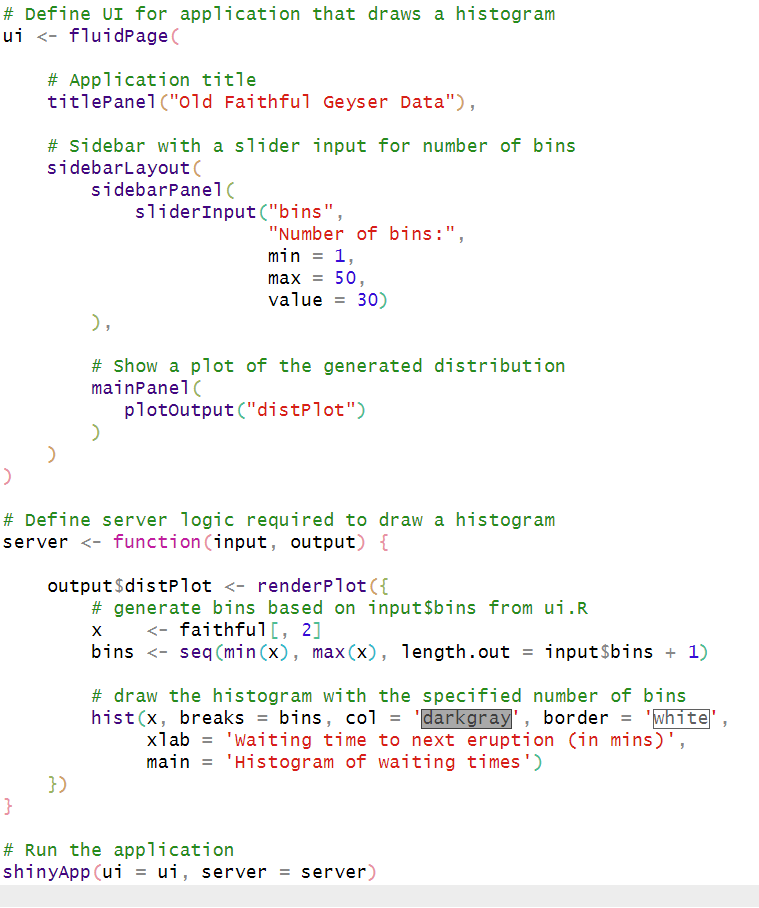 # Define UI for application that draws a histogram
ui <- fluidPage(

    # Application title
    titlePanel("Old Faithful Geyser Data"),

    # Sidebar with a slider input for number of bins
    sidebarLayout(
        sidebarPanel(
            sliderInput("bins",
                        "Number of bins:",
                        min = 1,
                        max = 50,
                        value = 30)
        ),

        # Show a plot of the generated distribution
        mainPanel(
           plotOutput("distPlot")
        )
    )
)

# Define server logic required to draw a histogram
server <- function(input, output) {

    output$distPlot <- renderPlot({
        # generate bins based on input$bins from ui.R
        x    <- faithful[, 2]
        bins <- seq(min(x), max(x), length.out = input$bins + 1)

        # draw the histogram with the specified number of bins
        hist(x, breaks = bins, col = 'darkgray', border = 'white',
             xlab = 'Waiting time to next eruption (in mins)',
             main = 'Histogram of waiting times')
    })
}

# Run the application
shinyApp(ui = ui, server = server)